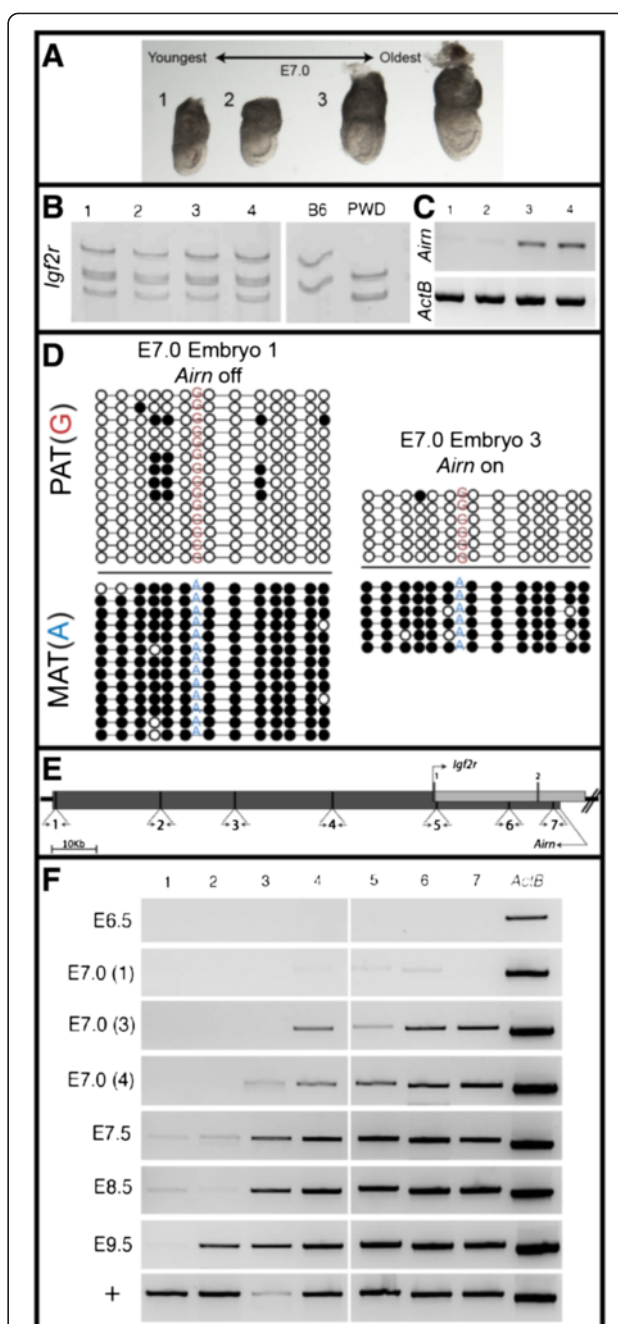 A
Youngest Oldest
E7.0
1 2 3
B 1 2 3 4 B6 PWD
Igf2r
C 1 2 3 4
Airn
ActB
D
E7.0 Embryo 1
Airn off
PAT(G)
G G G G G G G G G G G G G G
MAT(A)
A A A A A A A A A A A A A
E7.0 Embryo 3
Airn on
G G G G G G
A A A A A A
E
1 Igf2r 2
1 2 3 4 5 6 7
10Kb
Airn
F 1 2 3 4 5 6 7 ActB
E6.5
E7.0 (1)
E7.0 (3)
E7.0 (4)
E7.5
E8.5
E9.5
+